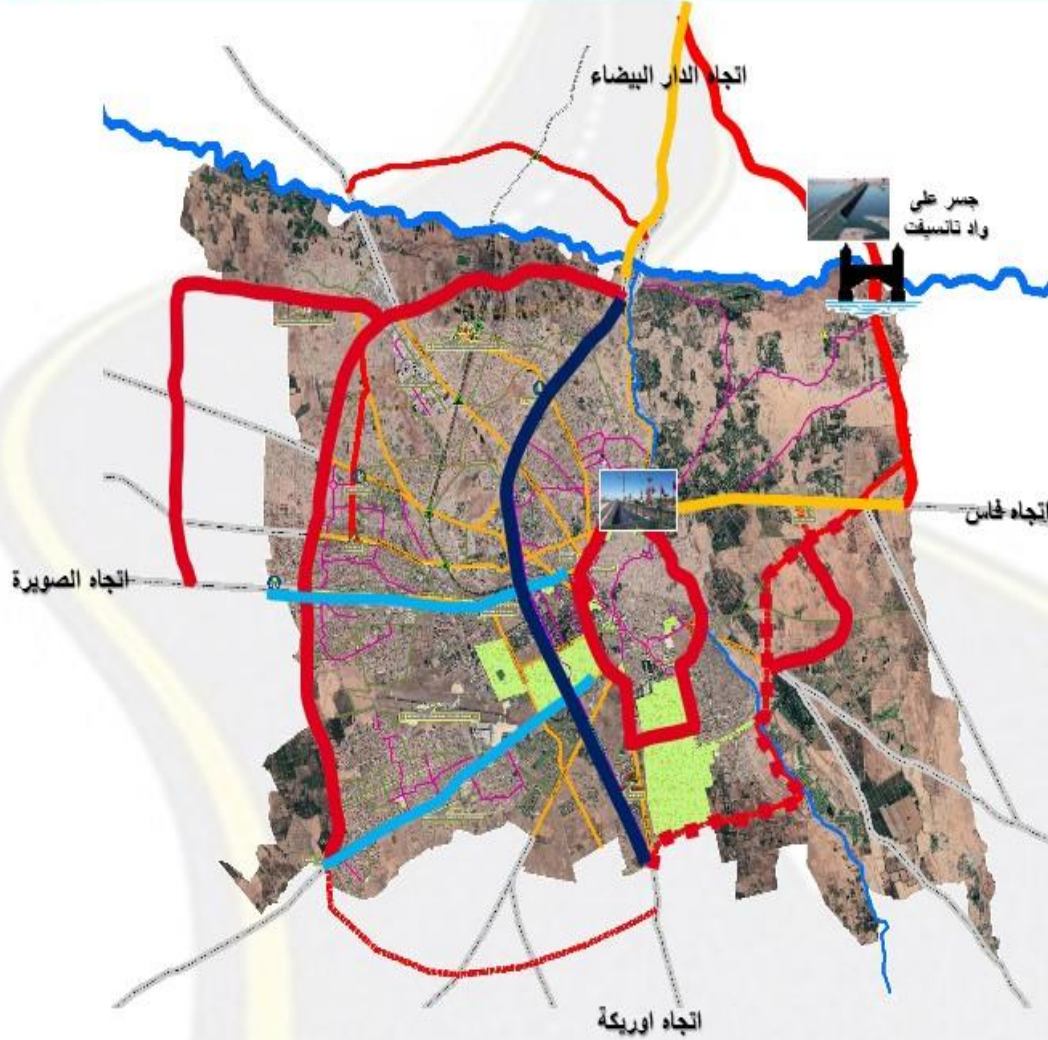 اتجاه الدار البيضاء
جسر على
واد تانسيفت
اتجاه فاس
اتجاه الصويرة
اتجاه اوريكة